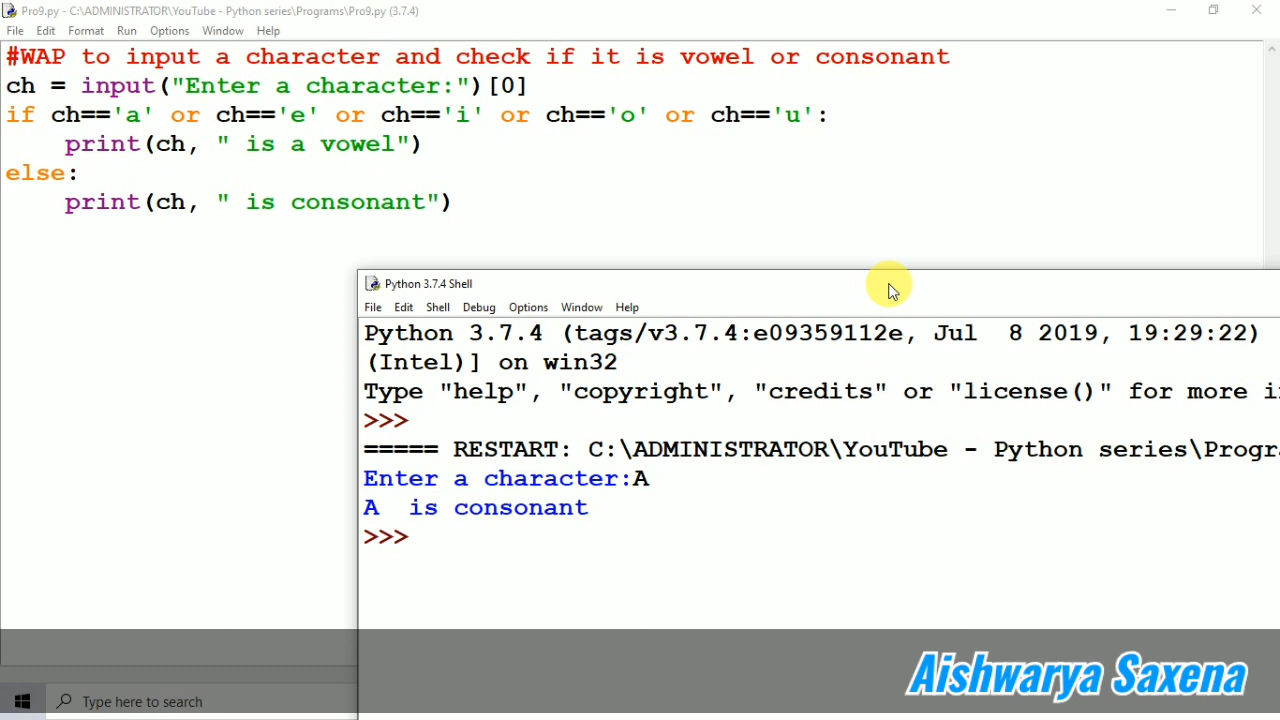 Pro9.py - C:\ADMINISTRATOR\YouTube - Python series\Programs\Pro9.py (3.7.4)
File Edit Format Run Options Window Help
#WAP to input a character and check if it is vowel or consonant
ch = input("Enter a character:")[0]
if ch=='a' or ch=='e' or ch=='i' or ch=='o' or ch=='u':
    print(ch, " is a vowel")
else:
    print(ch, " is consonant")
Python 3.7.4 Shell
File Edit Shell Debug Options Window Help
Python 3.7.4 (tags/v3.7.4:e09359112e, Jul  8 2019, 19:29:22)
(Intel)] on win32
Type "help", "copyright", "credits" or "license()" for more i
>>>
===== RESTART: C:\ADMINISTRATOR\YouTube - Python series\Progra
Enter a character:A
A  is consonant
>>>
Aishwarya Saxena
Type here to search